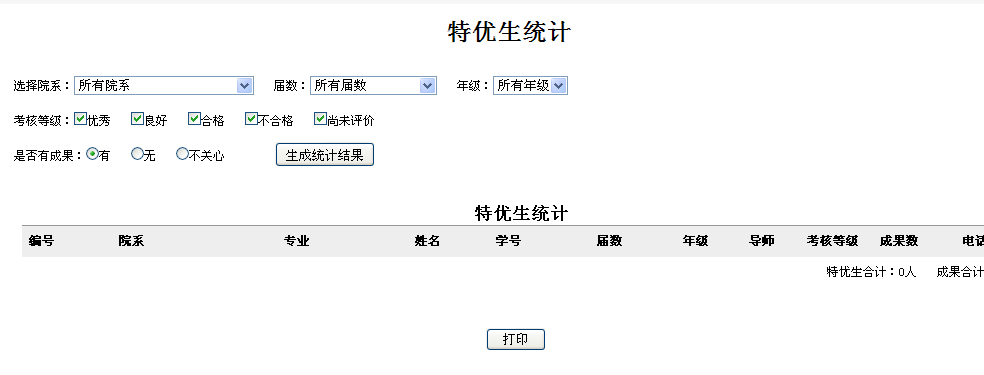 特优生统计
选择院系：所有院系 届数：所有届数 年级：所有年级
考核等级：优秀 良好 合格 不合格 尚未评价
是否有成果：有 无 不关心 生成统计结果
特优生统计
编号 院系 专业 姓名 学号 届数 年级 导师 考核等级 成果数 电话
特优生合计：0人 成果合计
打印